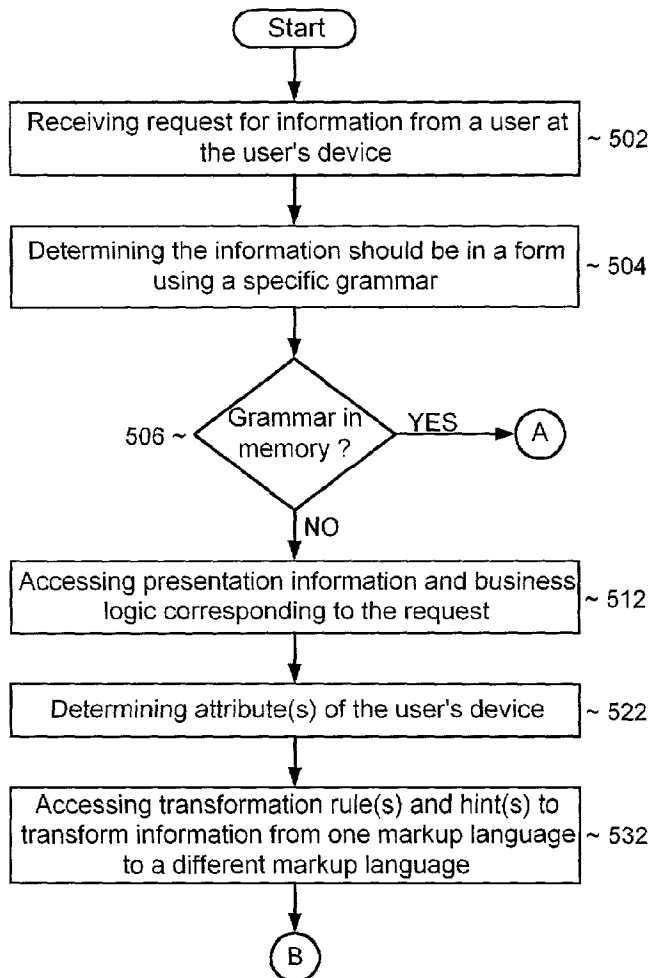 Start
Receiving request for information from a user at
the user's device
~ 502
Determining the information should be in a form
using a specific grammar
~ 504
506 ~
Grammar in
memory ?
YES
A
NO
Accessing presentation information and business
logic corresponding to the request
~ 512
Determining attribute(s) of the user's device
~ 522
Accessing transformation rule(s) and hint(s) to
transform information from one markup language
to a different markup language
~ 532
B